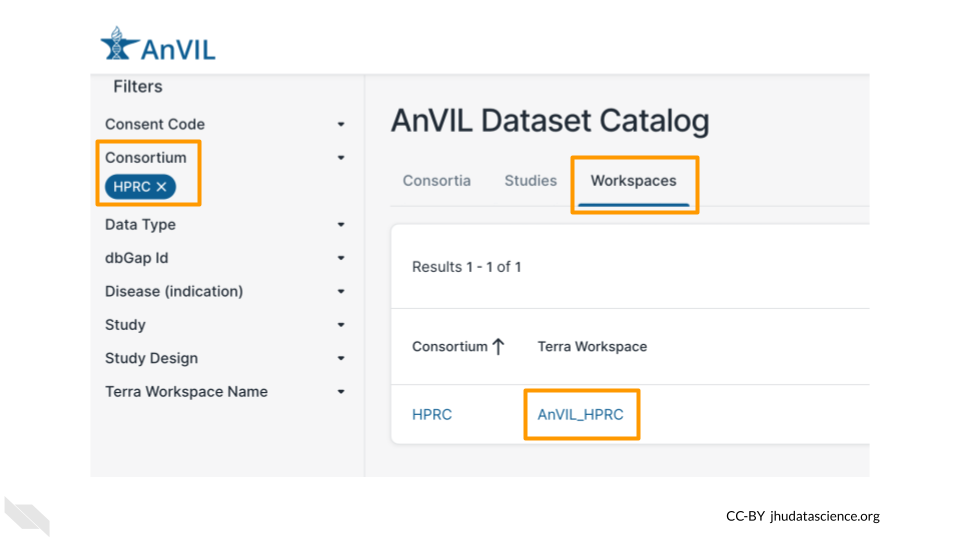 AnVIL
Filters
Consent Code
Consortium
HPRC ×
Data Type
dbGap Id
Disease (indication)
Study
Study Design
Terra Workspace Name
AnVIL Dataset Catalog
Consortia Studies Workspaces
Results 1 - 1 of 1
Consortium ↑ Terra Workspace
HPRC AnVIL_HPRC
CC-BY jhudatascience.org